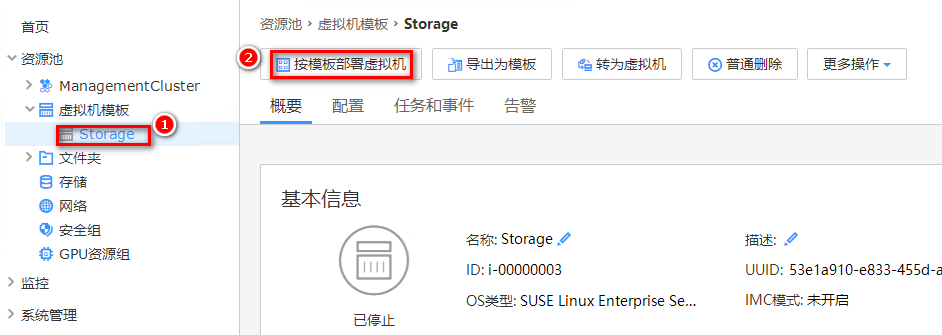 首页
资源池
ManagementCluster
虚拟机模板
1
Storage
文件夹
存储
网络
安全组
GPU资源组
监控
系统管理
资源池 › 虚拟机模板 › Storage
2
按模板部署虚拟机 导出为模板 转为虚拟机 普通删除 更多操作
概要 配置 任务和事件 告警
基本信息
名称: Storage 描述:
ID: i-00000003 UUID: 53e1a910-e833-455d-a
OS类型: SUSE Linux Enterprise Se... IMC模式: 未开启
已停止